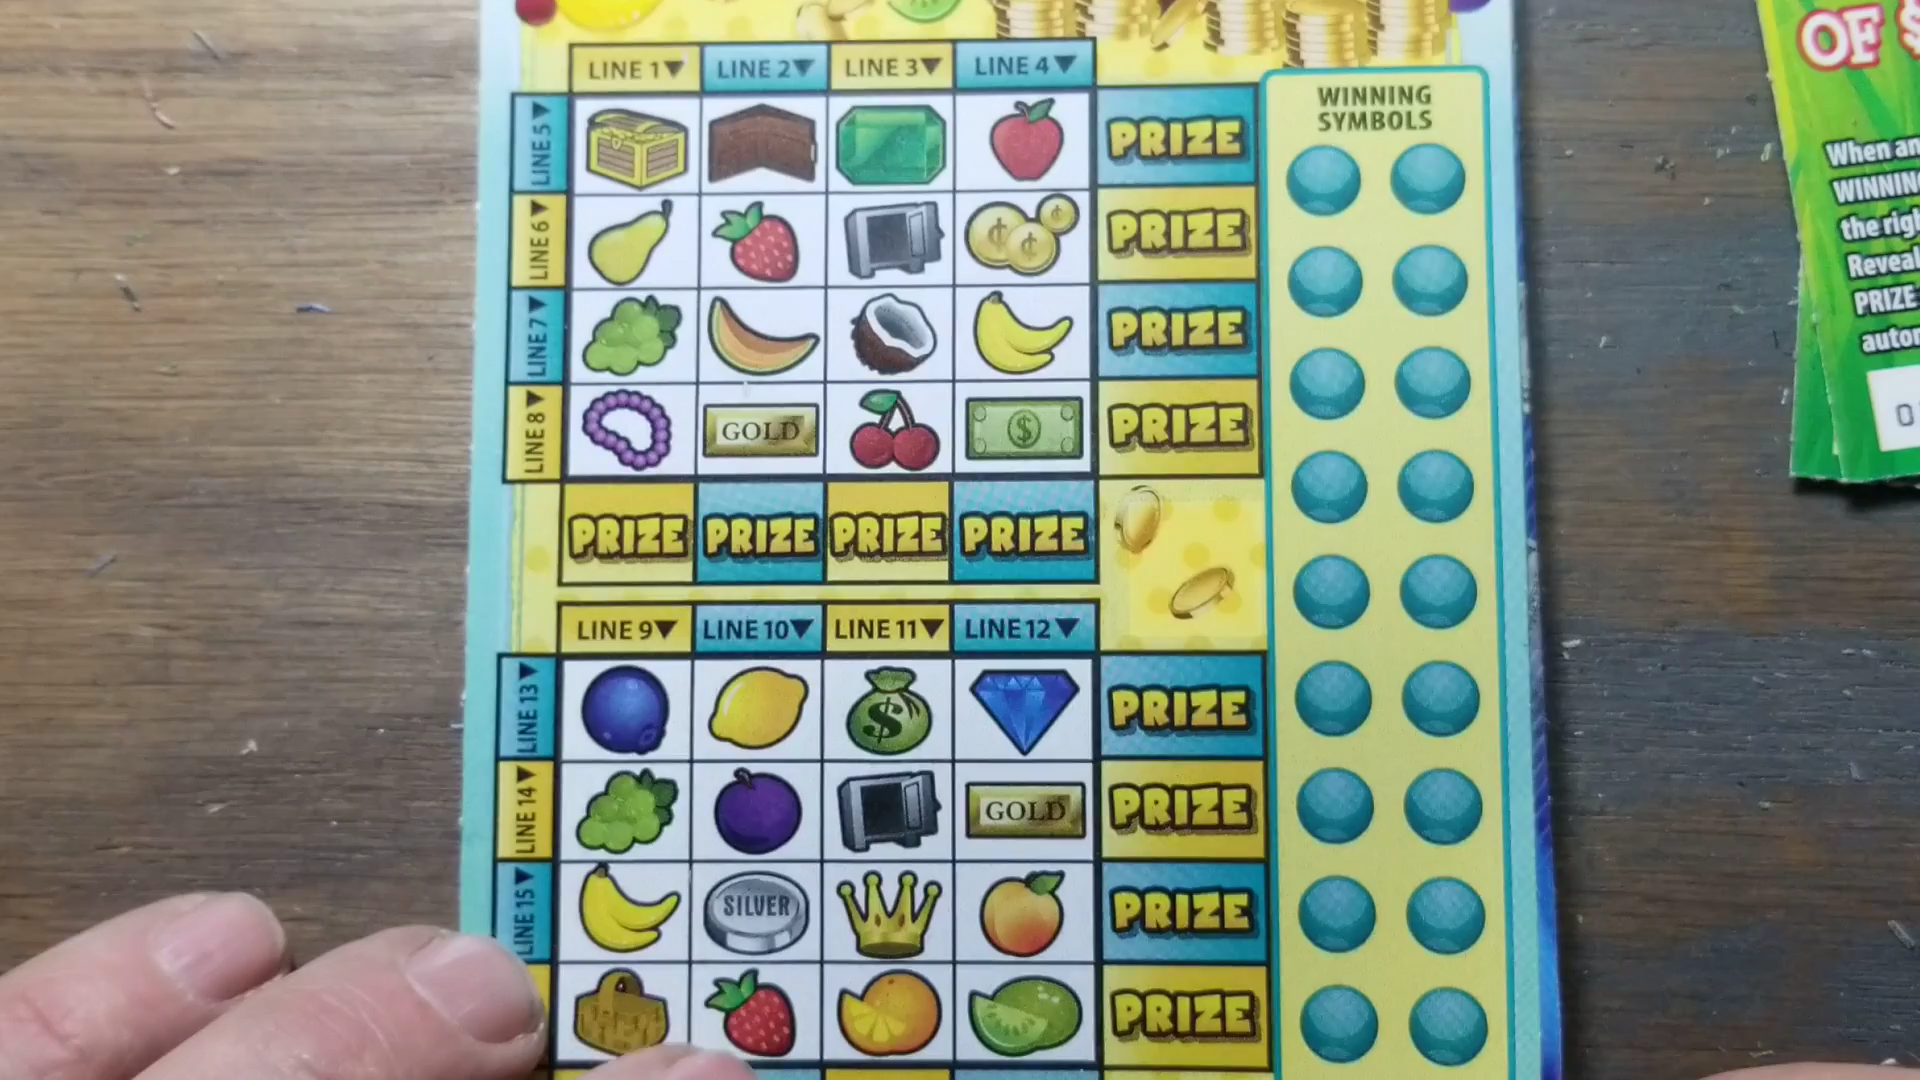 LINE 1 LINE 2 LINE 3 LINE 4
WINNING
SYMBOLS
LINE 5 PRIZE
LINE 6 ¢ ¢ ¢ PRIZE
LINE 7 PRIZE
LINE 8 GOLD $ PRIZE
PRIZE PRIZE PRIZE PRIZE
LINE 9 LINE 10 LINE 11 LINE 12
LINE 13 $ PRIZE
LINE 14 GOLD PRIZE
LINE 15 SILVER PRIZE
PRIZE
OF $
When an
WINNING
the righ
Reveal
PRIZE
auto
0